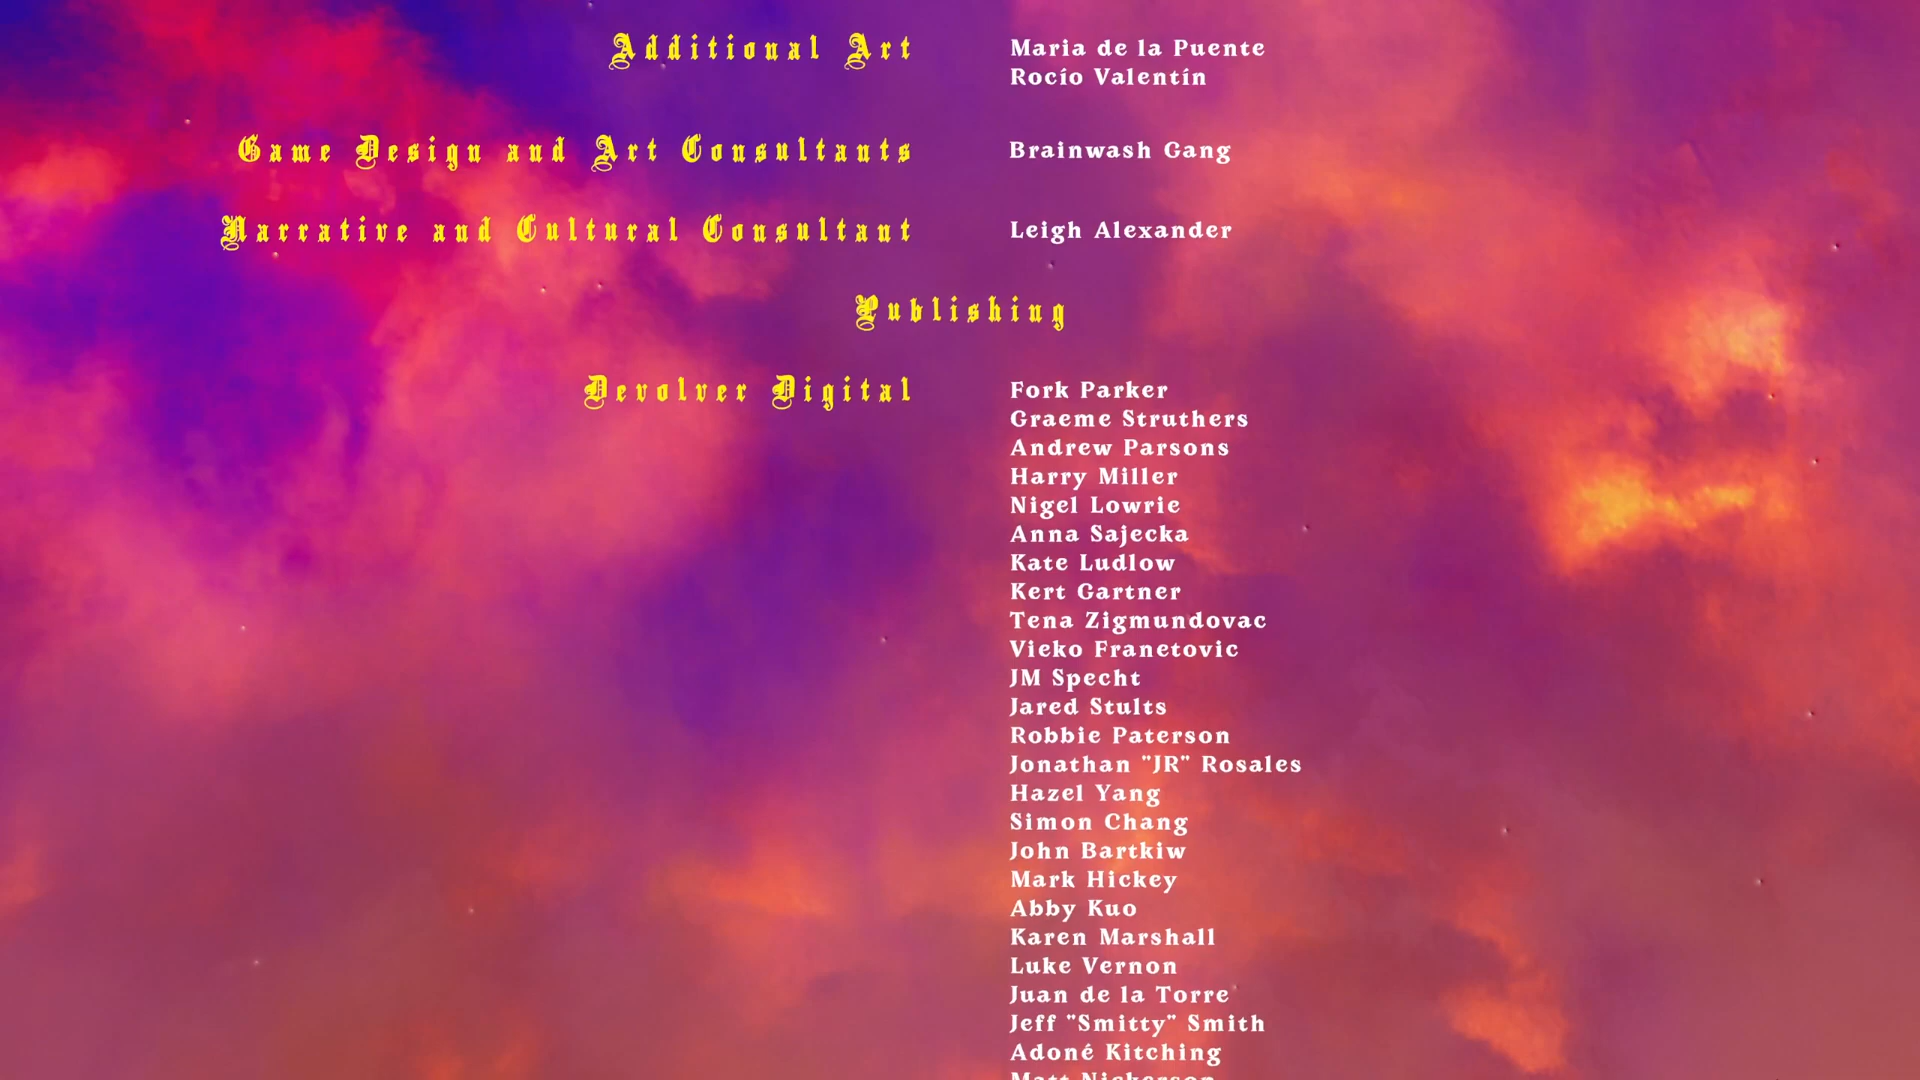 Additional Art
Maria de la Puente
Rocío Valentín
Game Design and Art Consultants
Brainwash Gang
Narrative and Cultural Consultant
Leigh Alexander
Publishing
Devolver Digital
Fork Parker
Graeme Struthers
Andrew Parsons
Harry Miller
Nigel Lowrie
Anna Sajecka
Kate Ludlow
Kert Gartner
Tena Zigmundovac
Vieko Franetovic
JM Specht
Jared Stults
Robbie Paterson
Jonathan "JR" Rosales
Hazel Yang
Simon Chang
John Bartkiw
Mark Hickey
Abby Kuo
Karen Marshall
Luke Vernon
Juan de la Torre
Jeff "Smitty" Smith
Adoné Kitching
Matt Nickerson